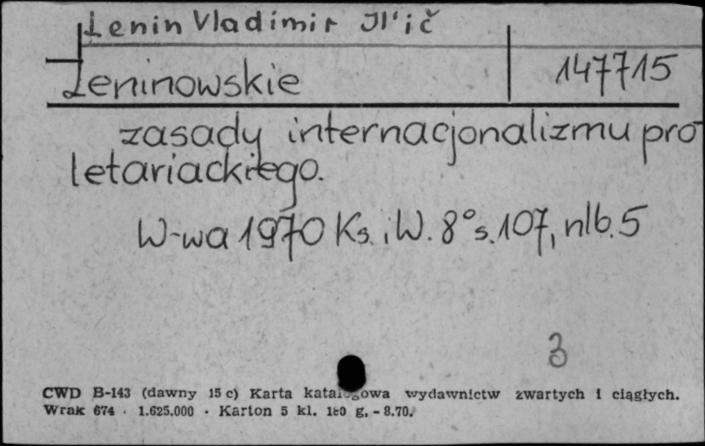 Lenin Vladimir Il'ič
Leninowskie 147715
zasady internacjonalizmu pro-
letariackiego.
W-wa 1970 Ks. i W. 8° s. 107, nlb. 5
3
CWD B-143 (dawny 15 c) Karta katalogowa wydawnictw zwartych i ciągłych.
Wrak 674 · 1.625.000 · Karton 5 kl. 180 g. - 8.70.